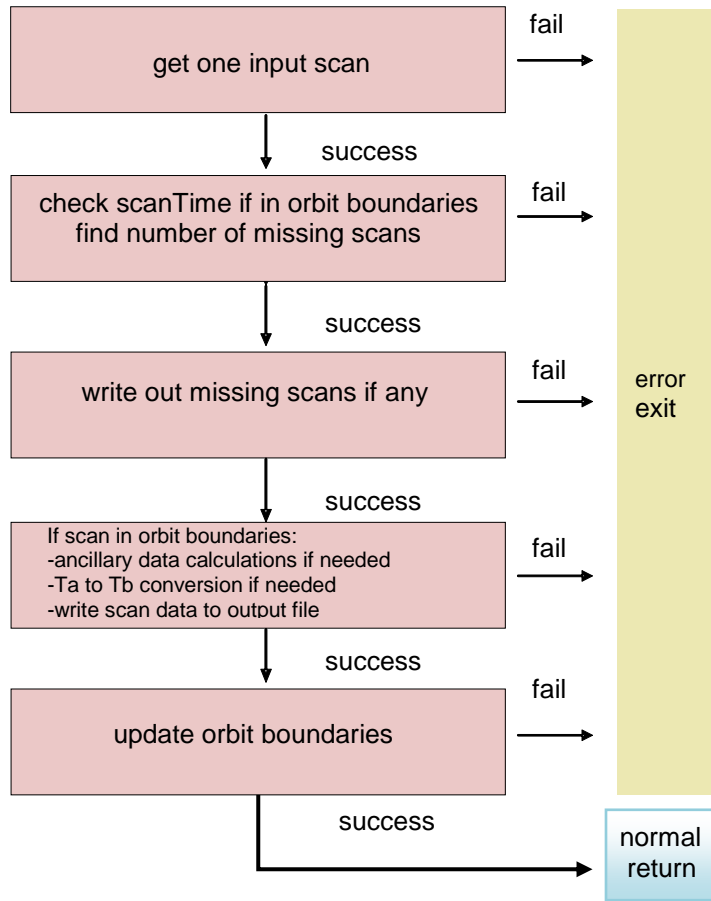 fail
get one input scan
success
check scanTime if in orbit boundaries
find number of missing scans
fail
success
write out missing scans if any
fail
error
exit
success
If scan in orbit boundaries:
-ancillary data calculations if needed
-Ta to Tb conversion if needed
-write scan data to output file
fail
success
update orbit boundaries
fail
success
normal
return